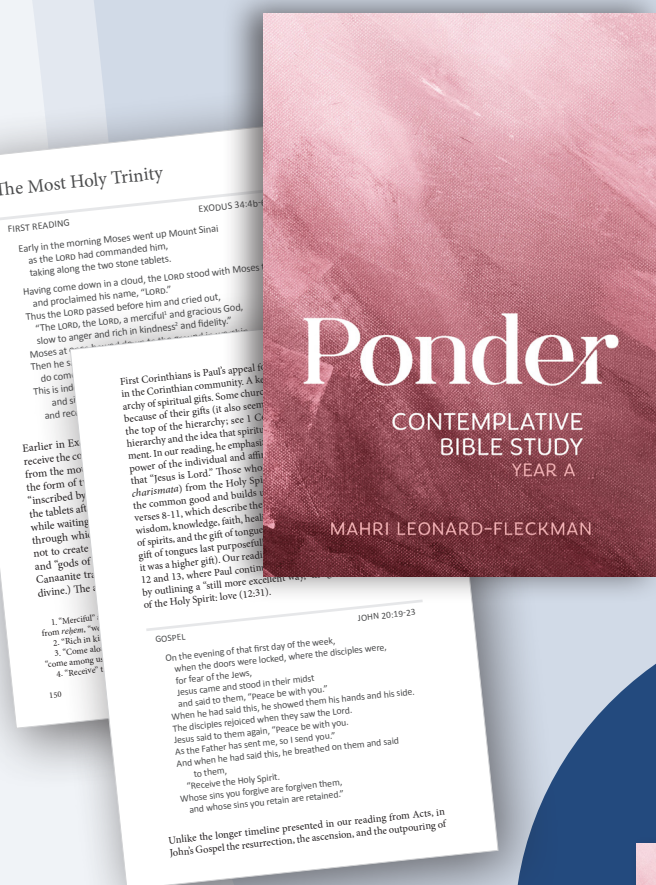 The Most Holy Trinity
FIRST READING
EXODUS 34:4b-
Early in the morning Moses went up Mount Sinai
as the LORD had commanded him,
taking along the two stone tablets.
Having come down in a cloud, the LORD stood with Moses
and proclaimed his name, “LORD.”
Thus the LORD passed before him and cried out,
“The LORD, the LORD, a merciful¹ and gracious God,
slow to anger and rich in kindness² and fidelity.”
Moses at
Then he s
do com
This is ind
and si
and rec
Earlier in Ex
receive the co
from the mo
the form of t
“inscribed by
the tablets aft
while waiting
through whic
not to create
and “gods of
Canaanite tra
divine.) The a
1. “Merciful”
from reḥem, “w
2. “Rich in ki
3. “Come alo
“come among us
4. “Receive” t
150
First Corinthians is Paul’s appeal f
in the Corinthian community. A ke
archy of spiritual gifts. Some churc
because of their gifts (it also seem
the top of the hierarchy; see 1 Co
hierarchy and the idea that spiritu
ment. In our reading, he emphasi
power of the individual and affir
that “Jesus is Lord.” Those who
charismata) from the Holy Spi
the common good and builds u
verses 8-11, which describe the
wisdom, knowledge, faith, heal
of spirits, and the gift of tongue
gift of tongues last purposeful
it was a higher gift). Our readi
12 and 13, where Paul contin
by outlining a “still more excellent way,”
of the Holy Spirit: love (12:31).
GOSPEL
JOHN 20:19-23
On the evening of that first day of the week,
when the doors were locked, where the disciples were,
for fear of the Jews,
Jesus came and stood in their midst
and said to them, “Peace be with you.”
When he had said this, he showed them his hands and his side.
The disciples rejoiced when they saw the Lord.
Jesus said to them again, “Peace be with you.
As the Father has sent me, so I send you.”
And when he had said this, he breathed on them and said
to them,
“Receive the Holy Spirit.
Whose sins you forgive are forgiven them,
and whose sins you retain are retained.”
Unlike the longer timeline presented in our reading from Acts, in
John’s Gospel the resurrection, the ascension, and the outpouring of
Ponder
CONTEMPLATIVE
BIBLE STUDY
YEAR A
MAHRI LEONARD-FLECKMAN